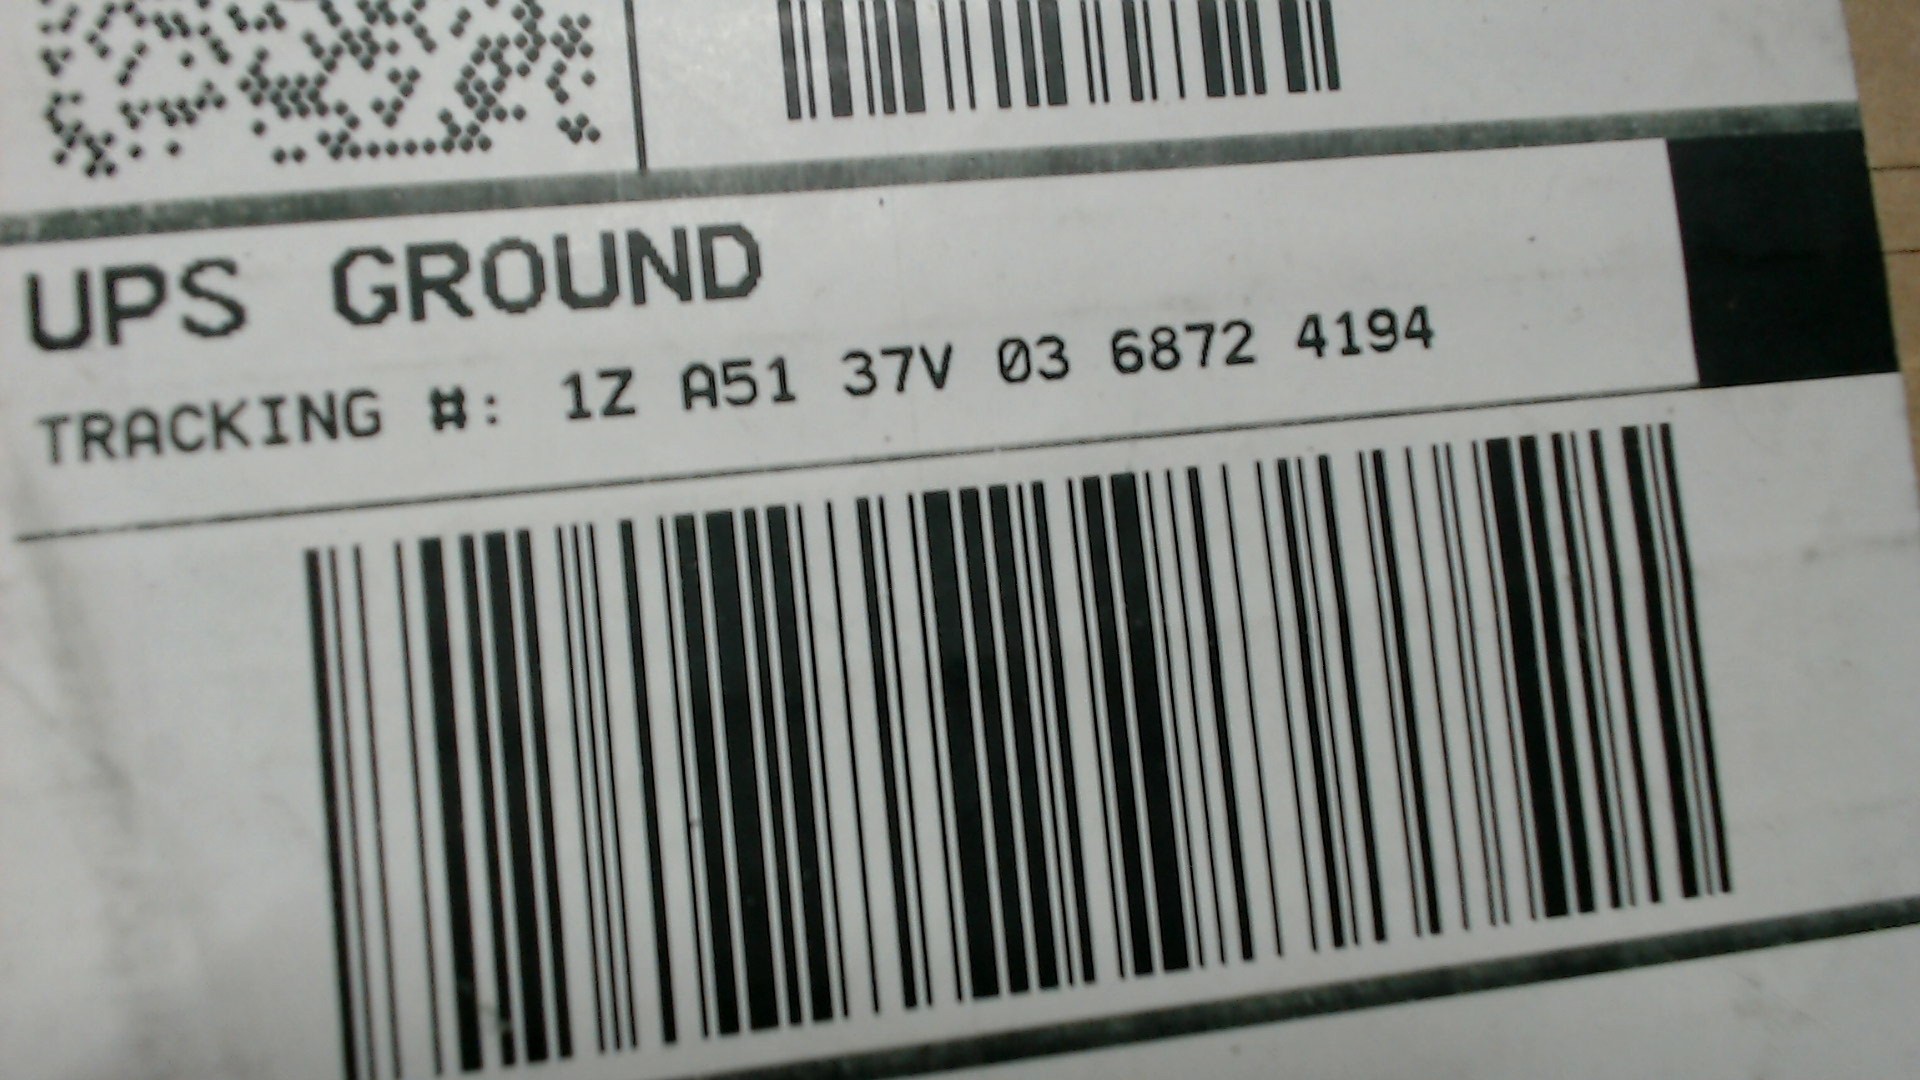 UPS GROUND
TRACKING #: 1Z A51 37V 03 6872 4194